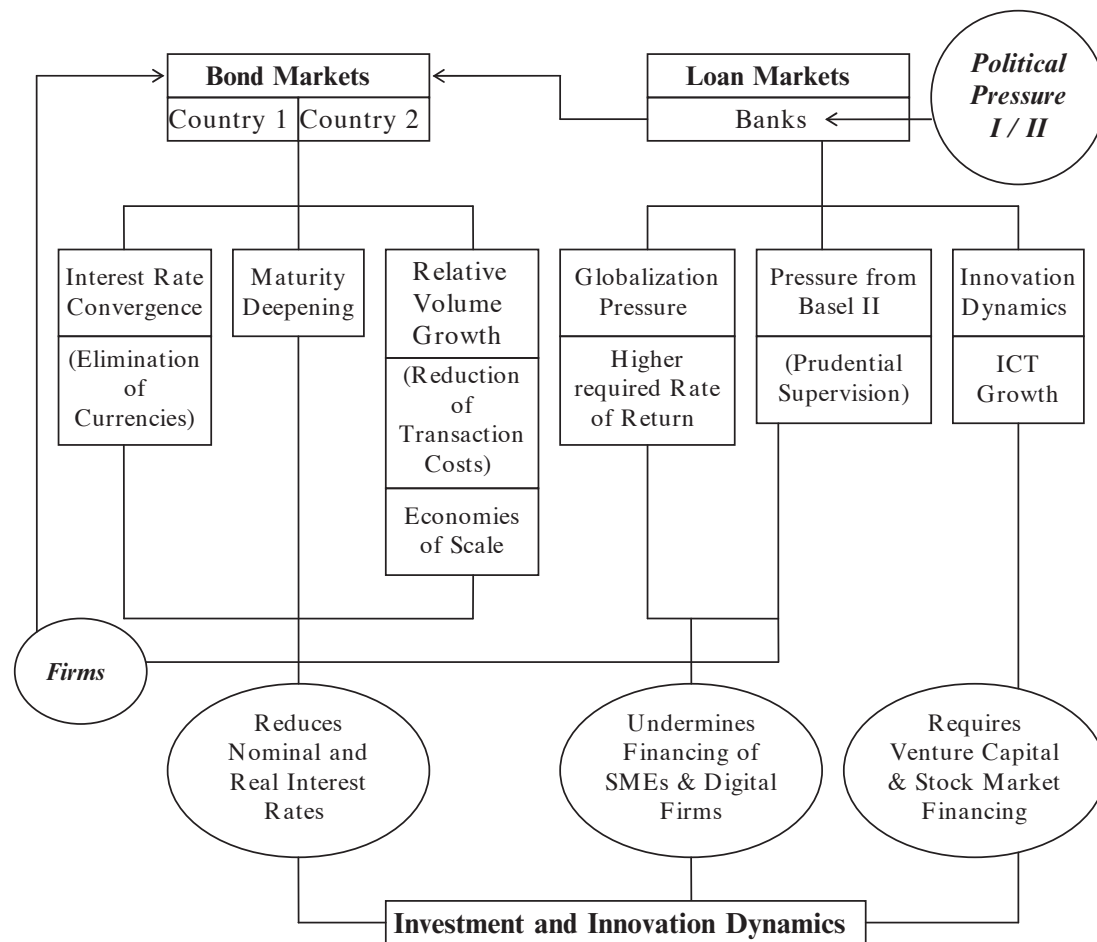 Bond Markets
Country 1
Country 2
Loan Markets
Banks
Political
Pressure
I / II
Interest Rate
Convergence
(Elimination
of
Currencies)
Maturity
Deepening
Relative
Volume
Growth
(Reduction
of
Transaction
Costs)
Economies
of Scale
Globalization
Pressure
Higher
required Rate
of Return
Pressure from
Basel II
(Prudential
Supervision)
Innovation
Dynamics
ICT
Growth
Firms
Reduces
Nominal and
Real Interest
Rates
Undermines
Financing of
SMEs & Digital
Firms
Requires
Venture Capital
& Stock Market
Financing
Investment and Innovation Dynamics